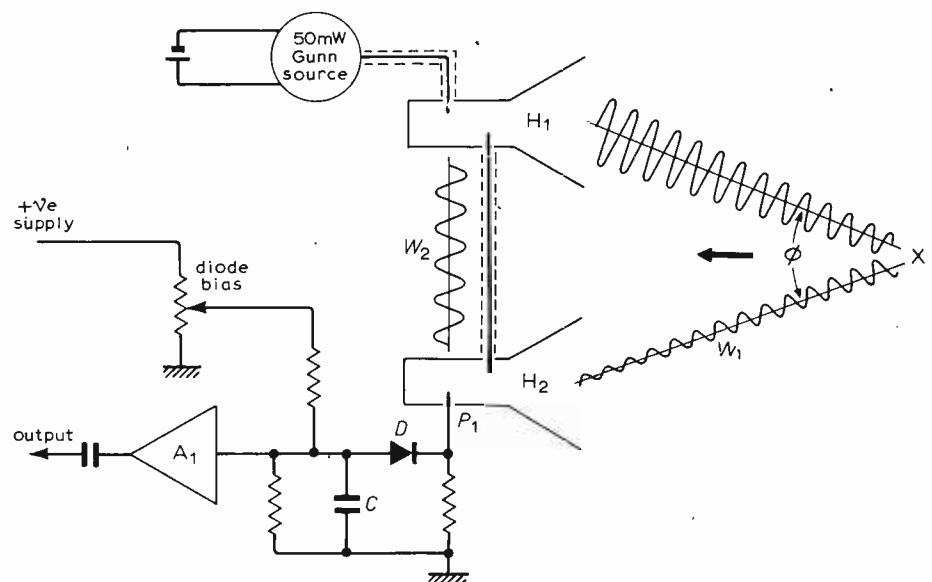 50mW
Gunn
source
H1
+ve
supply
diode
bias
W2
ϕ
X
W1
H2
P1
output
A1
D
C